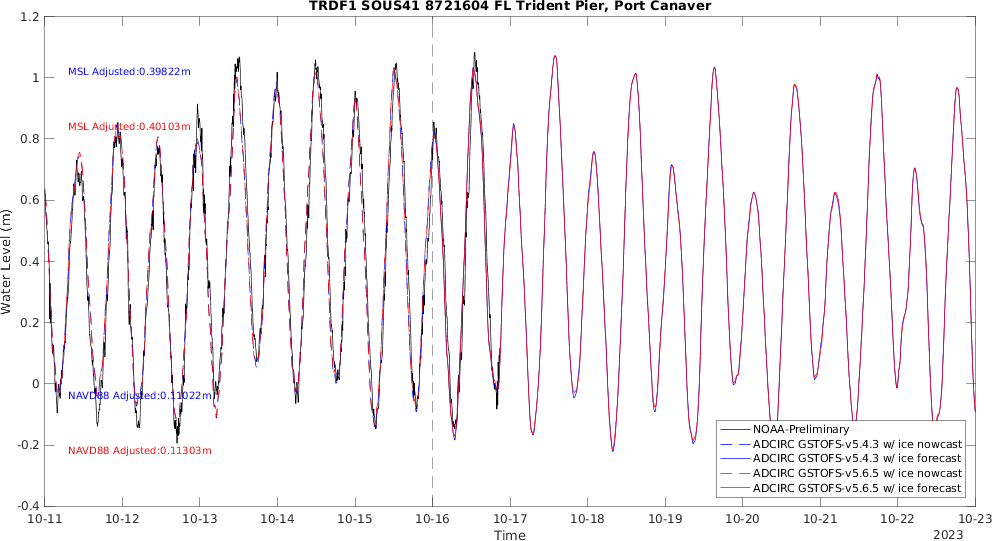 TRDF1 SOUS41 8721604 FL Trident Pier, Port Canaver
1.2
1
0.8
0.6
0.4
0.2
0
-0.2
-0.4
Water Level (m)
MSL Adjusted:0.39822m
MSL Adjusted:0.40103m
NAVD88 Adjusted:0.11022m
NAVD88 Adjusted:0.11303m
NOAA-Preliminary
ADCIRC GSTOFS-v5.4.3 w/ ice nowcast
ADCIRC GSTOFS-v5.4.3 w/ ice forecast
ADCIRC GSTOFS-v5.6.5 w/ ice nowcast
ADCIRC GSTOFS-v5.6.5 w/ ice forecast
10-11 10-12 10-13 10-14 10-15 10-16 10-17 10-18 10-19 10-20 10-21 10-22 10-23
Time
2023